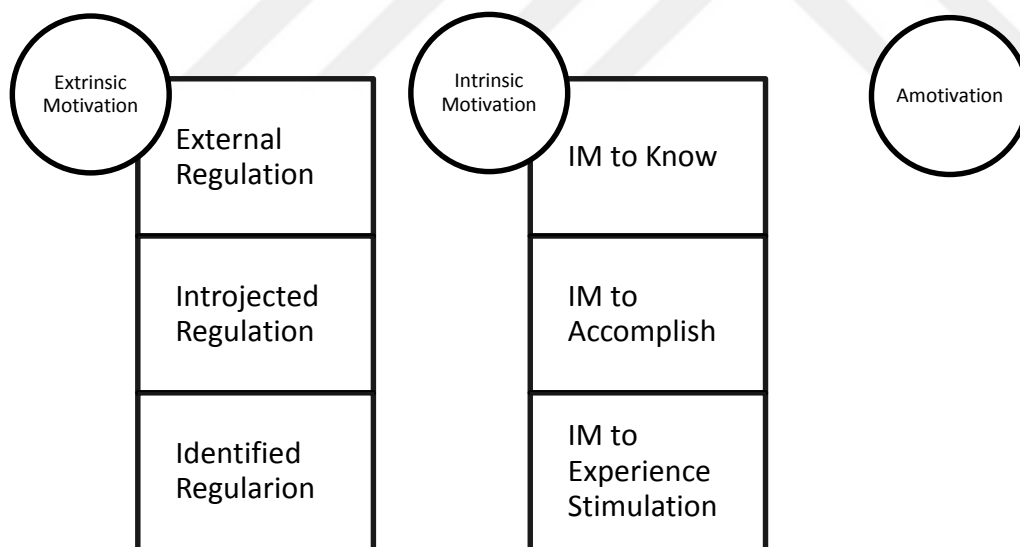 Extrinsic
Motivation
External
Regulation
Introjected
Regulation
Identified
Regularion
Intrinsic
Motivation
IM to Know
IM to
Accomplish
IM to
Experience
Stimulation
Amotivation